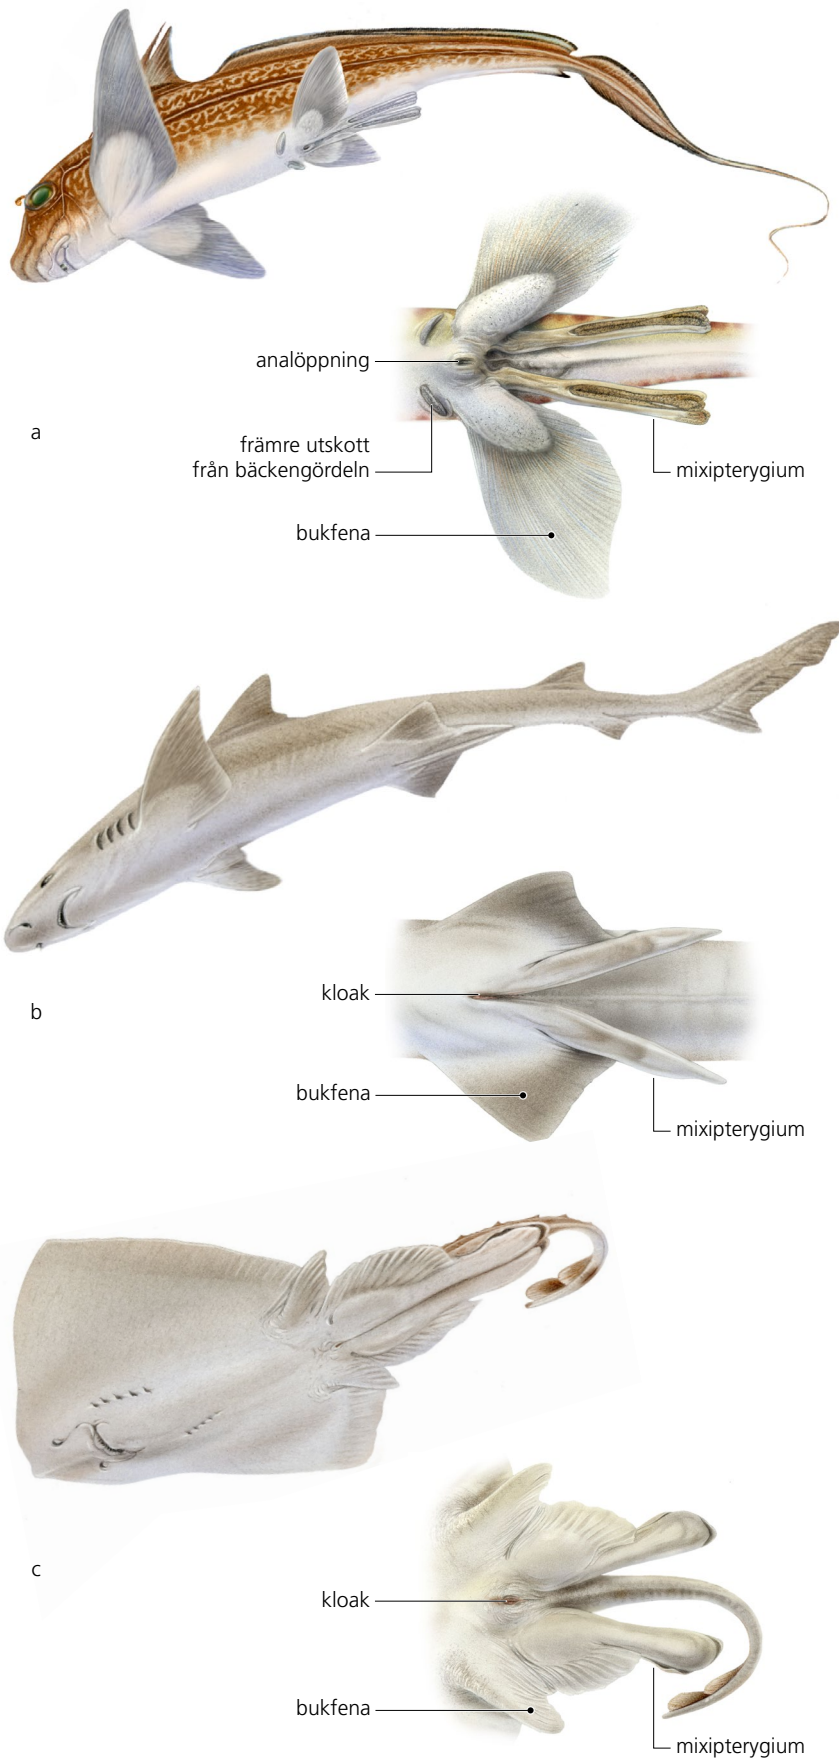 analöppning
a
främre utskott
från bäckengördeln
mixipterygium
bukfena
kloak
b
bukfena
mixipterygium
c
kloak
bukfena
mixipterygium